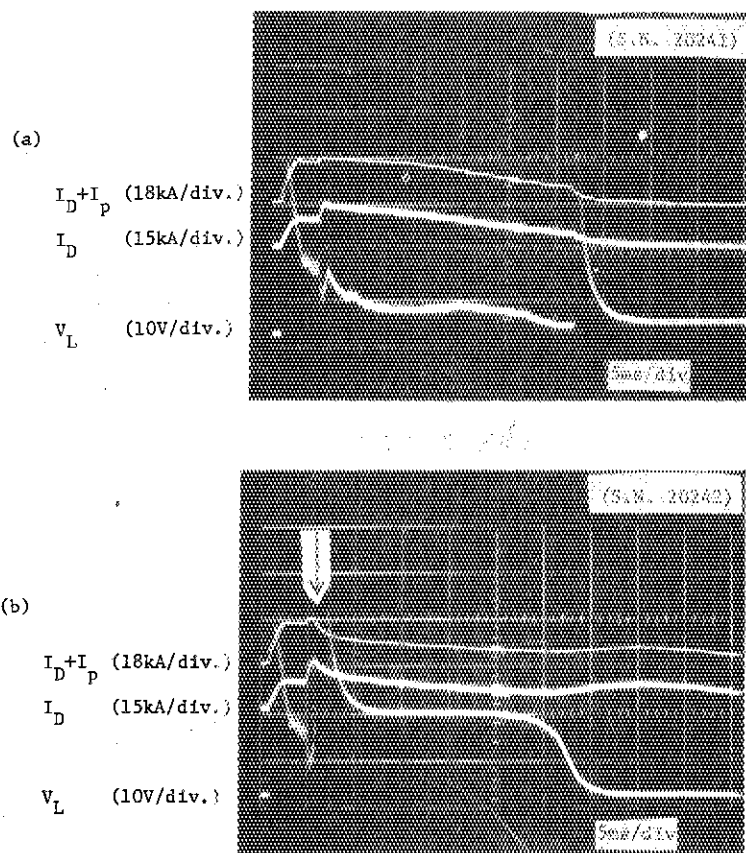 (S.N. 20241)
(a)
I_D+I_p (18kA/div.)
I_D (15kA/div.)
V_L (10V/div.)
5ms/div
(S.N. 20242)
(b)
I_D+I_p (18kA/div.)
I_D (15kA/div.)
V_L (10V/div.)
5ms/div